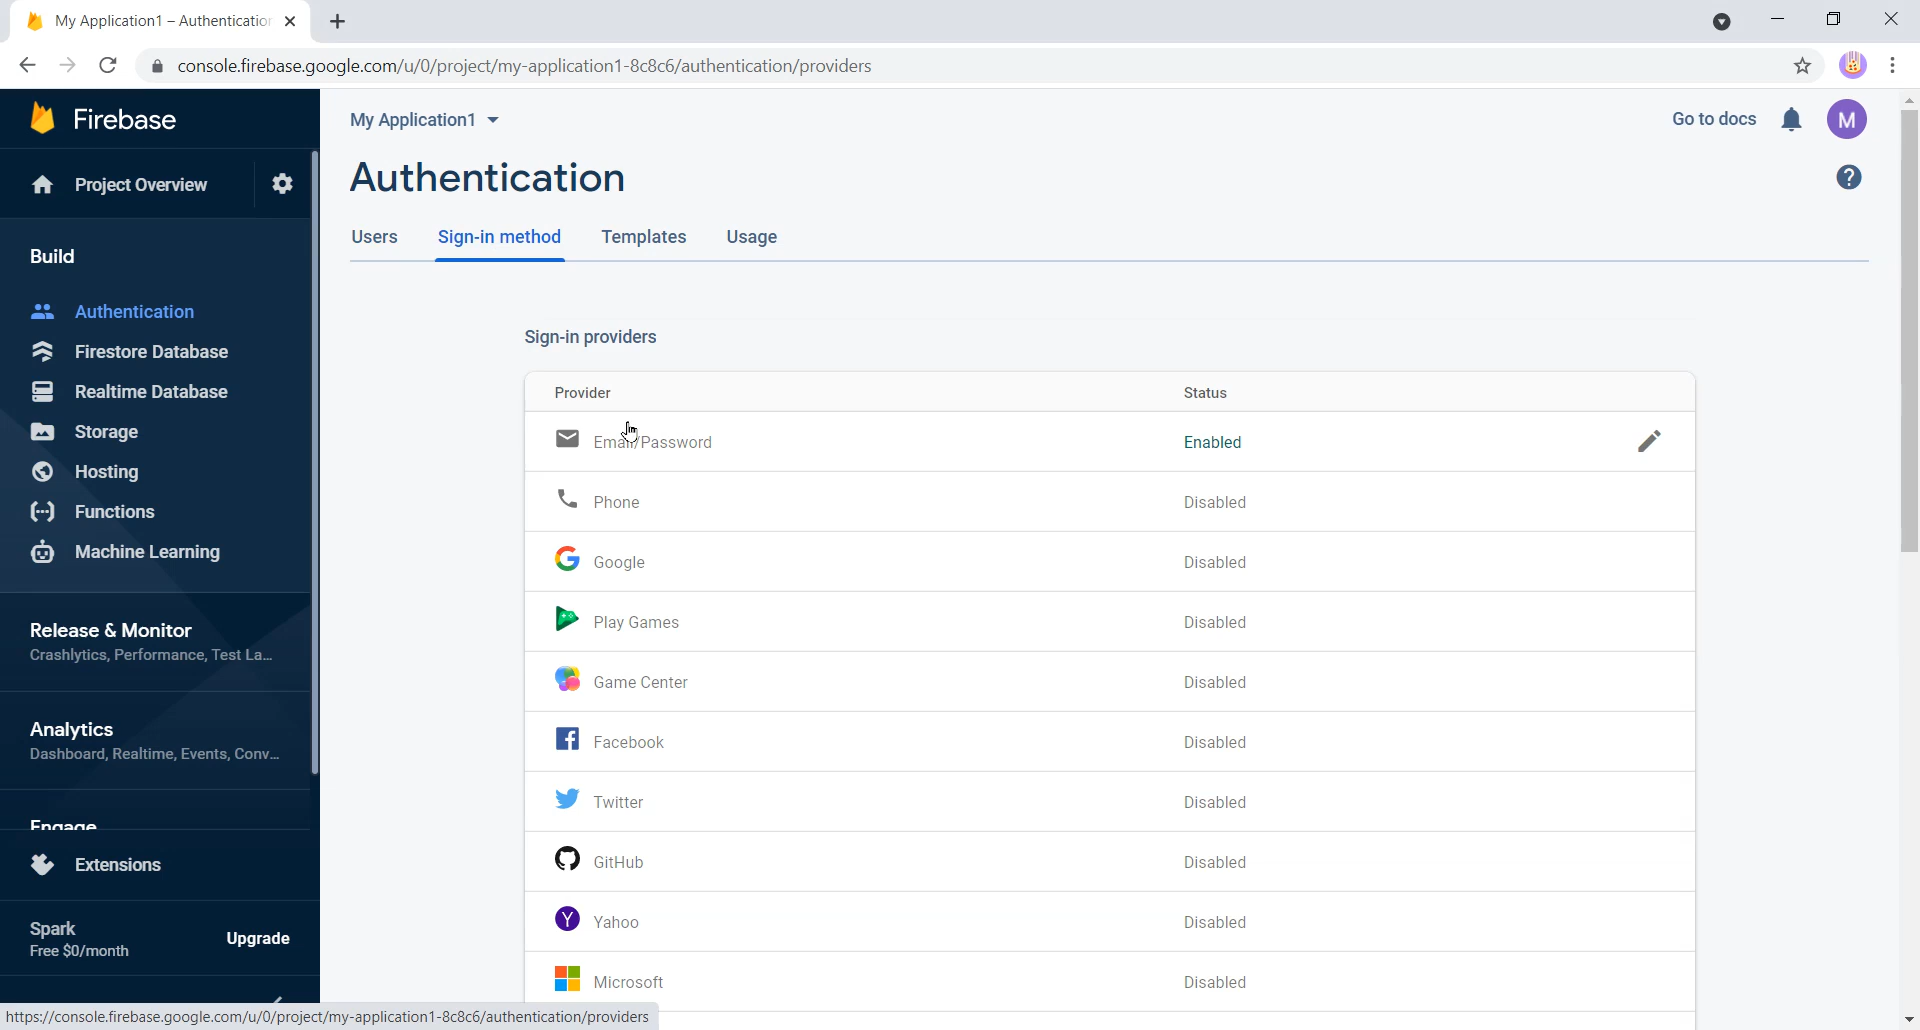 My Application1 – Authentication
console.firebase.google.com/u/0/project/my-application1-8c8c6/authentication/providers
Firebase
My Application1
Go to docs
M
Project Overview
Authentication
?
Users
Sign-in method
Templates
Usage
Build
Authentication
Firestore Database
Realtime Database
Storage
Hosting
Functions
Machine Learning
Release & Monitor
Crashlytics, Performance, Test La...
Analytics
Dashboard, Realtime, Events, Conv...
Engage
Extensions
Spark
Free $0/month
Upgrade
Sign-in providers
Provider Status
Email/Password Enabled
Phone Disabled
Google Disabled
Play Games Disabled
Game Center Disabled
Facebook Disabled
Twitter Disabled
GitHub Disabled
Yahoo Disabled
Microsoft Disabled
https://console.firebase.google.com/u/0/project/my-application1-8c8c6/authentication/providers